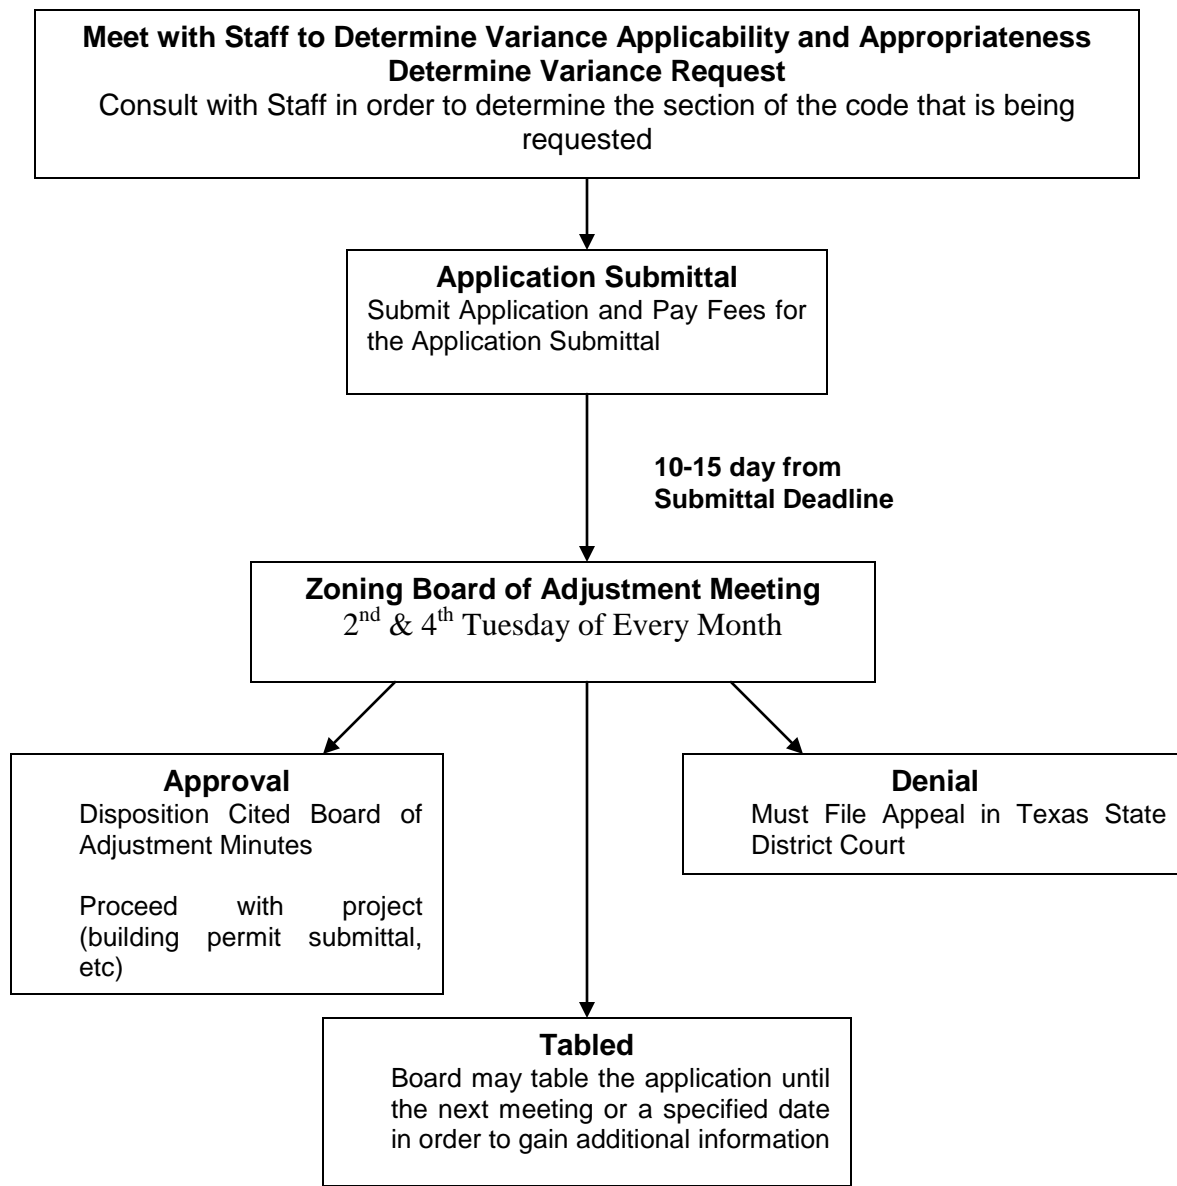 Meet with Staff to Determine Variance Applicability and Appropriateness
Determine Variance Request
Consult with Staff in order to determine the section of the code that is being
requested
Application Submittal
Submit Application and Pay Fees for
the Application Submittal
10-15 day from
Submittal Deadline
Zoning Board of Adjustment Meeting
2nd & 4th Tuesday of Every Month
Approval
Disposition Cited Board of
Adjustment Minutes
Proceed with project
(building permit submittal,
etc)
Denial
Must File Appeal in Texas State
District Court
Tabled
Board may table the application until
the next meeting or a specified date
in order to gain additional information